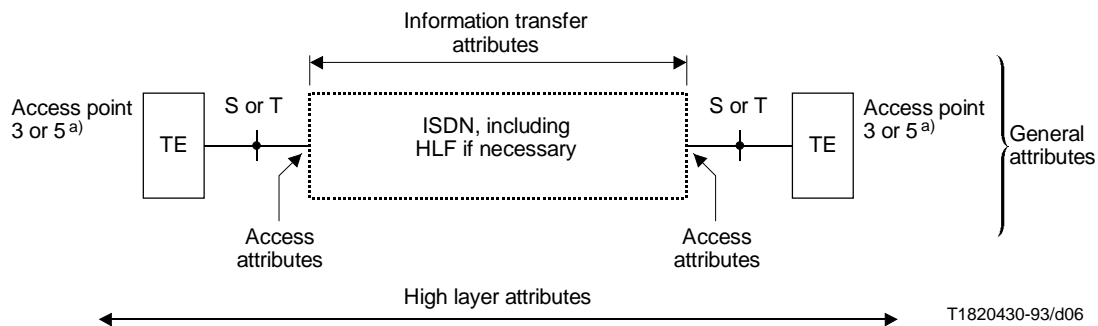 Information transfer
attributes
Access point
3 or 5 a)
TE
S or T
ISDN, including
HLF if necessary
S or T
TE
Access point
3 or 5 a)
General
attributes
Access
attributes
Access
attributes
High layer attributes
T1820430-93/d06